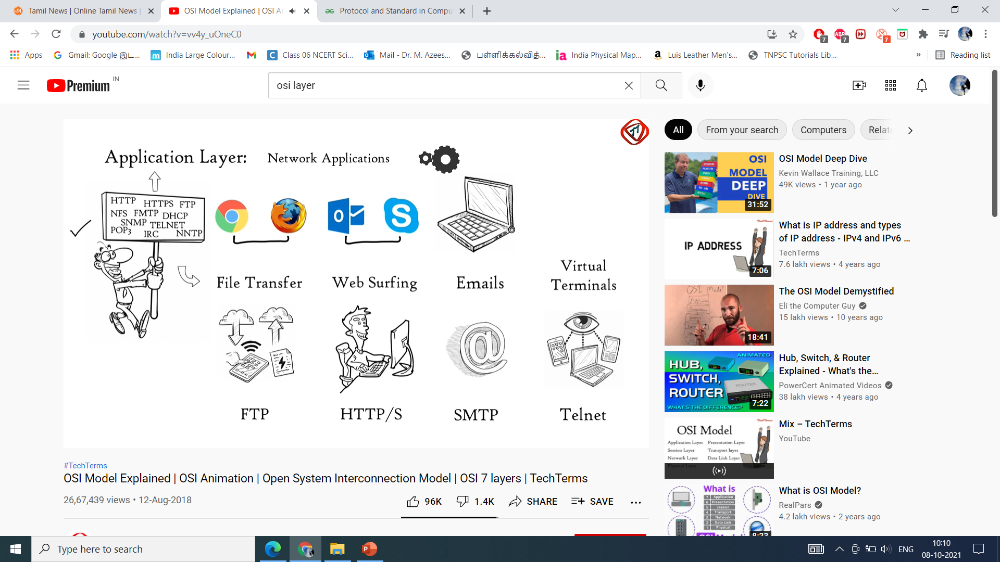 Tamil News | Online Tamil News |
OSI Model Explained | OSI A
Protocol and Standard in Compu
youtube.com/watch?v=vv4y_uOneC0
7
ABP
7
7
Apps
Gmail: Google இட...
India Large Colour...
Class 06 NCERT Sci...
Mail - Dr. M. Azees...
பள்ளிக்கல்வித்...
India Physical Map...
Luis Leather Men's...
TNPSC Tutorials Lib...
»
Reading list
Premium
IN
osi layer
Application Layer:
Network Applications
HTTP HTTPS FTP
NFS FMTP DHCP
SNMP TELNET
POP3 IRC NNTP
File Transfer
Web Surfing
Emails
Virtual
Terminals
FTP
HTTP/S
SMTP
Telnet
#TechTerms
OSI Model Explained | OSI Animation | Open System Interconnection Model | OSI 7 layers | TechTerms
26,67,439 views • 12-Aug-2018
96K
1.4K
SHARE
SAVE
All
From your search
Computers
Relat
OSI
MODEL
DEEP
DIVE
31:52
OSI Model Deep Dive
Kevin Wallace Training, LLC
49K views • 1 year ago
IP ADDRESS
7:06
What is IP address and types
of IP address - IPv4 and IPv6 ...
TechTerms
7.6 lakh views • 4 years ago
18:41
The OSI Model Demystified
Eli the Computer Guy
15 lakh views • 10 years ago
ANIMATED
HUB,
SWITCH,
ROUTER
ROUTER
WHAT'S THE DIFFERENCE?
7:22
Hub, Switch, & Router
Explained - What's the...
PowerCert Animated Videos
38 lakh views • 4 years ago
OSI Model
Application Layer Presentation Layer
Session Layer Transport layer
Network Layer Data Link Layer
Physical Layer
Mix – TechTerms
YouTube
What is
7 Application
6 Presentation
5 Session
4 Transport
3 Network
2 Data Link
1 Physical
8:23
What is OSI Model?
RealPars
4.2 lakh views • 2 years ago
Type here to search
ENG
10:10
08-10-2021